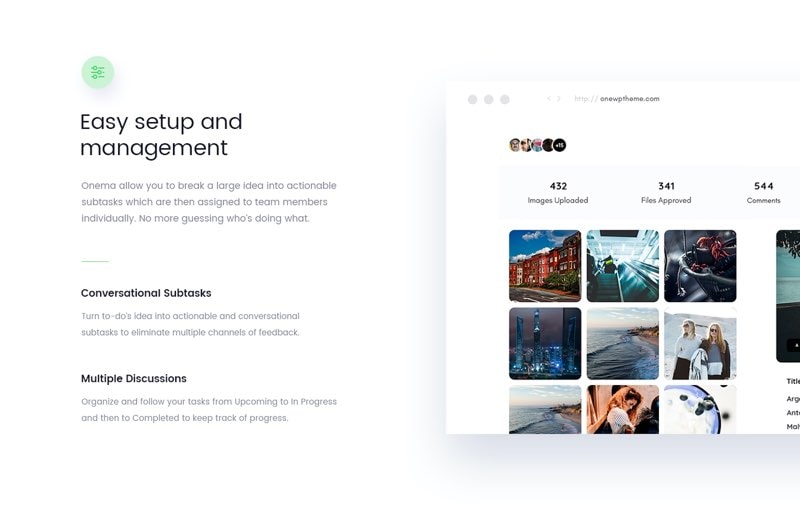 Easy setup and
management
Onema allow you to break a large idea into actionable
subtasks which are then assigned to team members
individually. No more guessing who's doing what.
Conversational Subtasks
Turn to-do's idea into actionable and conversational
subtasks to eliminate multiple channels of feedback.
Multiple Discussions
Organize and follow your tasks from Upcoming to In Progress
and then to Completed to keep track of progress.
< > http:// onewptheme.com
+15
432 341 544
Images Uploaded Files Approved Comments
Title